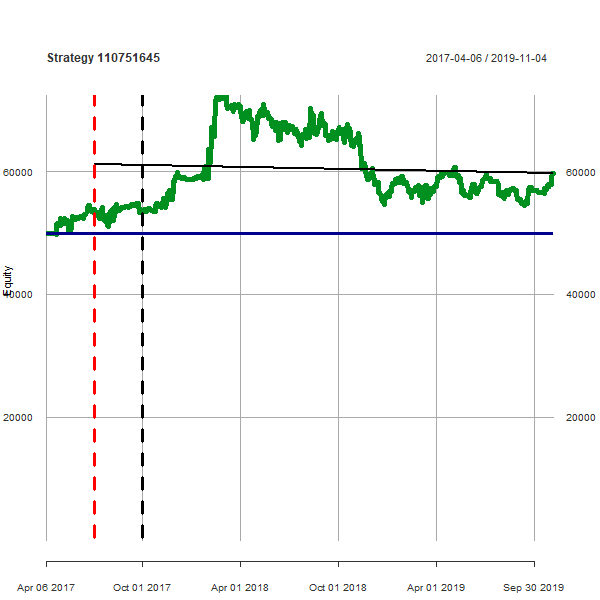 Strategy 110751645
2017-04-06 / 2019-11-04
60000
60000
Equity
40000
40000
20000
20000
Apr 06 2017
Oct 01 2017
Apr 01 2018
Oct 01 2018
Apr 01 2019
Sep 30 2019